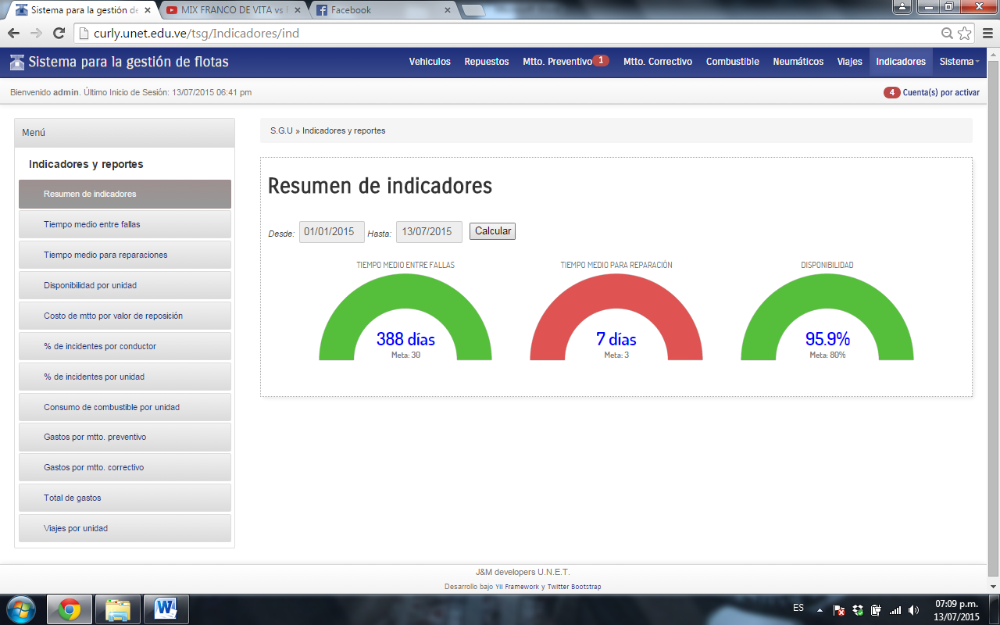 Sistema para la gestión de
MIX FRANCO DE VITA vs
Facebook
curly.unet.edu.ve/tsg/Indicadores/ind
Sistema para la gestión de flotas
Vehiculos Repuestos Mtto. Preventivo 1 Mtto. Correctivo Combustible Neumáticos Viajes Indicadores Sistema
Bienvenido admin. Último Inicio de Sesión: 13/07/2015 06:41 pm
4 Cuenta(s) por activar
Menú
Indicadores y reportes
Resumen de indicadores
Tiempo medio entre fallas
Tiempo medio para reparaciones
Disponibilidad por unidad
Costo de mtto por valor de reposición
% de incidentes por conductor
% de incidentes por unidad
Consumo de combustible por unidad
Gastos por mtto. preventivo
Gastos por mtto. correctivo
Total de gastos
Viajes por unidad
S.G.U » Indicadores y reportes
Resumen de indicadores
Desde: 01/01/2015 Hasta: 13/07/2015 Calcular
TIEMPO MEDIO ENTRE FALLAS
388 días
Meta: 30
TIEMPO MEDIO PARA REPARACIÓN
7 días
Meta: 3
DISPONIBILIDAD
95.9%
Meta: 80%
J&M developers U.N.E.T.
Desarrollo bajo Yii Framework y Twitter Bootstrap
ES
07:09 p.m.
13/07/2015